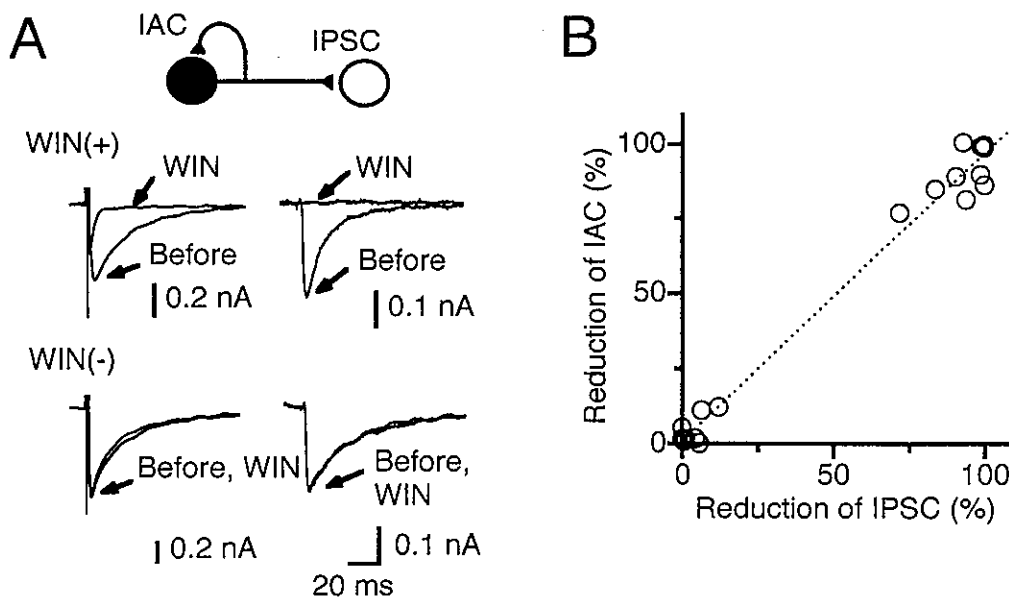 A
IAC
IPSC
WIN(+)
WIN
Before
0.2 nA
WIN
Before
0.1 nA
WIN(-)
Before, WIN
0.2 nA
Before,
WIN
0.1 nA
20 ms
B
Reduction of IAC (%)
100
50
0
0
50
100
Reduction of IPSC (%)